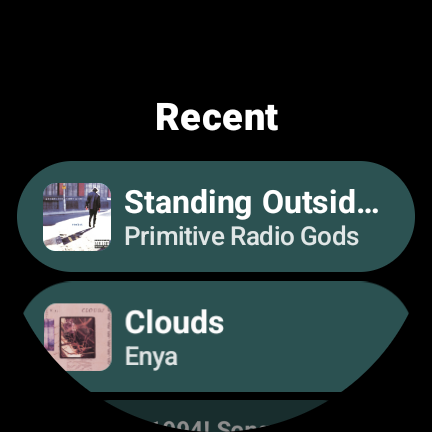 Recent
Standing Outsid...
Primitive Radio Gods
Clouds
Enya